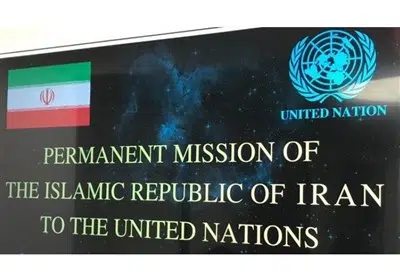 UNITED NATION
PERMANENT MISSION OF
THE ISLAMIC REPUBLIC OF IRAN
TO THE UNITED NATIONS